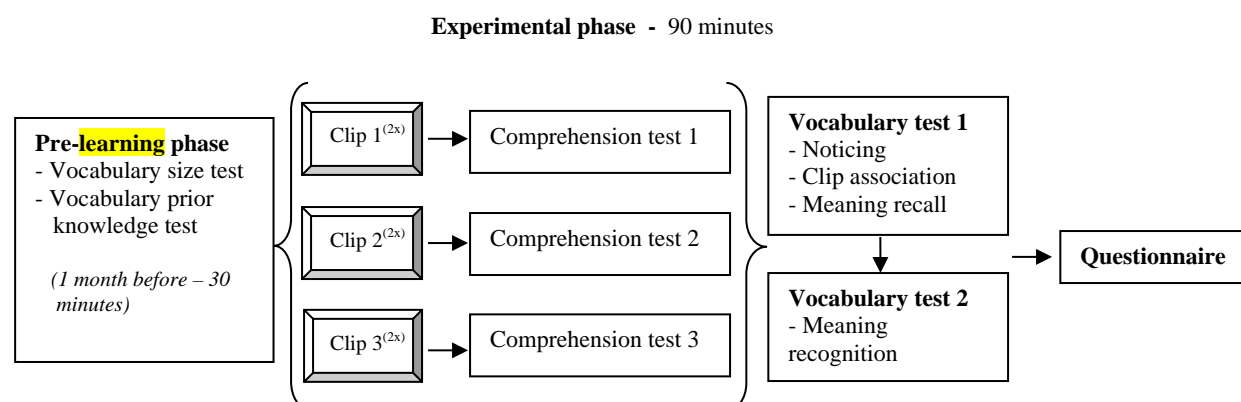 Experimental phase - 90 minutes
Pre-learning phase
- Vocabulary size test
- Vocabulary prior
knowledge test
(1 month before – 30
minutes)
Clip 1(2x)
Comprehension test 1
Clip 2(2x)
Comprehension test 2
Clip 3(2x)
Comprehension test 3
Vocabulary test 1
- Noticing
- Clip association
- Meaning recall
Vocabulary test 2
- Meaning
recognition
Questionnaire